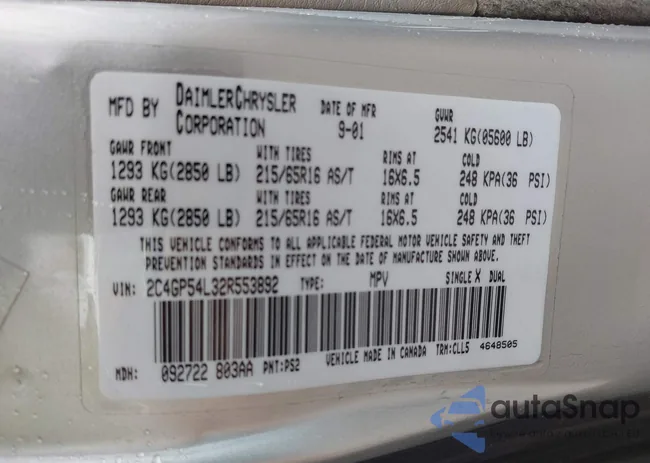 MFD BY DAIMLERCHRYSLER CORPORATION DATE OF MFR 9-01 GVWR 2541 KG(05600 LB)
GAWR FRONT WITH TIRES RIMS AT COLD
1293 KG(2850 LB) 215/65R16 AS/T 16X6.5 248 KPA(36 PSI)
GAWR REAR WITH TIRES RIMS AT COLD
1293 KG(2850 LB) 215/65R16 AS/T 16X6.5 248 KPA(36 PSI)
THIS VEHICLE CONFORMS TO ALL APPLICABLE FEDERAL MOTOR VEHICLE SAFETY AND THEFT
PREVENTION STANDARDS IN EFFECT ON THE DATE OF MANUFACTURE SHOWN ABOVE.
VIN: 2C4GP54L32R553892 TYPE: MPV SINGLE X DUAL
MDH: 092722 803AA PNT:PS2 VEHICLE MADE IN CANADA TRM:CLL5 4648505
autoSnap